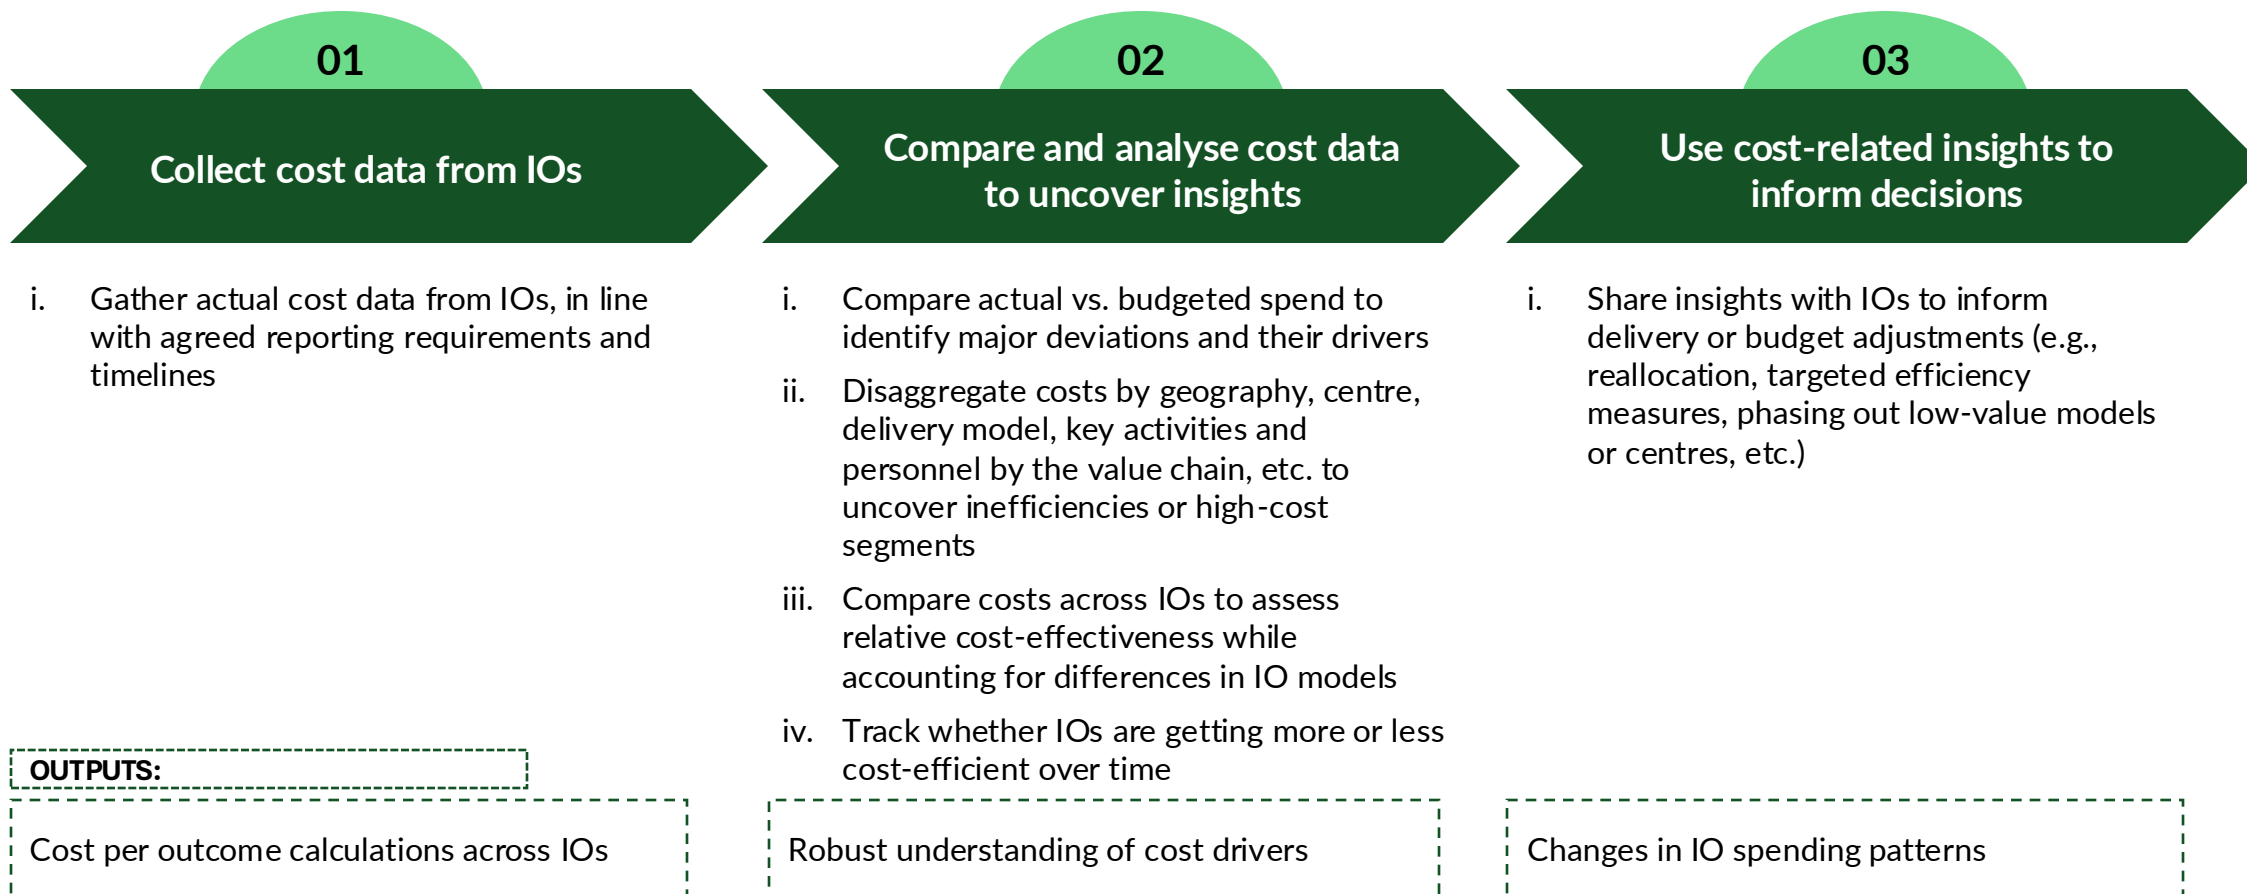 01
Collect cost data from IOs
i. Gather actual cost data from IOs, in line
with agreed reporting requirements and
timelines
02
Compare and analyse cost data
to uncover insights
i. Compare actual vs. budgeted spend to
identify major deviations and their drivers
ii. Disaggregate costs by geography, centre,
delivery model, key activities and
personnel by the value chain, etc. to
uncover inefficiencies or high-cost
segments
iii. Compare costs across IOs to assess
relative cost-effectiveness while
accounting for differences in IO models
iv. Track whether IOs are getting more or less
cost-efficient over time
03
Use cost-related insights to
inform decisions
i. Share insights with IOs to inform
delivery or budget adjustments (e.g.,
reallocation, targeted efficiency
measures, phasing out low-value models
or centres, etc.)
OUTPUTS:
Cost per outcome calculations across IOs
Robust understanding of cost drivers
Changes in IO spending patterns